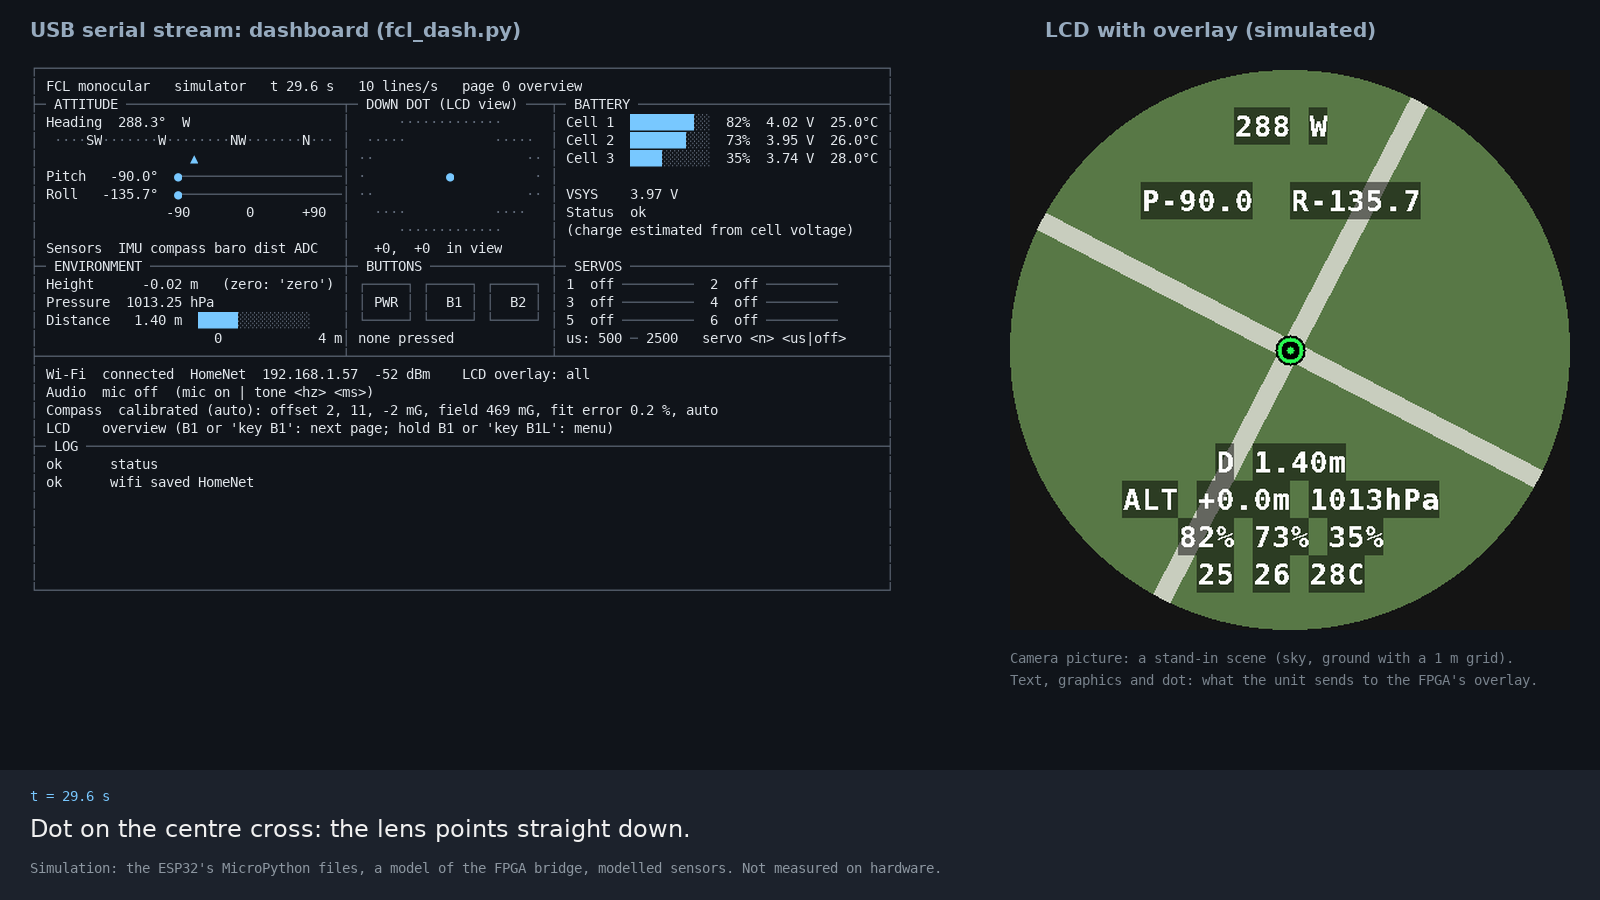 USB serial stream: dashboard (fcl_dash.py)
LCD with overlay (simulated)
FCL monocular   simulator   t 29.6 s   10 lines/s   page 0 overview
ATTITUDE   DOWN DOT (LCD view)   BATTERY
Heading  288.3°  W   Cell 1   82%  4.02 V  25.0°C
SW   W   NW   N   Cell 2   73%  3.95 V  26.0°C
Cell 3   35%  3.74 V  28.0°C
Pitch   -90.0°
Roll   -135.7°   VSYS    3.97 V
-90   0   +90   Status  ok
(charge estimated from cell voltage)
Sensors  IMU compass baro dist ADC   +0,  +0  in view
ENVIRONMENT   BUTTONS   SERVOS
Height      -0.02 m   (zero: 'zero')   1  off   2  off
Pressure  1013.25 hPa   PWR   B1   B2   3  off   4  off
Distance   1.40 m   5  off   6  off
0   4 m   none pressed   us: 500 – 2500   servo <n> <us|off>
Wi-Fi  connected  HomeNet  192.168.1.57  -52 dBm    LCD overlay: all
Audio  mic off  (mic on | tone <hz> <ms>)
Compass  calibrated (auto): offset 2, 11, -2 mG, field 469 mG, fit error 0.2 %, auto
LCD    overview (B1 or 'key B1': next page; hold B1 or 'key B1L': menu)
LOG
ok      status
ok      wifi saved HomeNet
288 W
P-90.0  R-135.7
D 1.40m
ALT +0.0m 1013hPa
82% 73% 35%
25 26 28C
Camera picture: a stand-in scene (sky, ground with a 1 m grid).
Text, graphics and dot: what the unit sends to the FPGA's overlay.
t = 29.6 s
Dot on the centre cross: the lens points straight down.
Simulation: the ESP32's MicroPython files, a model of the FPGA bridge, modelled sensors. Not measured on hardware.